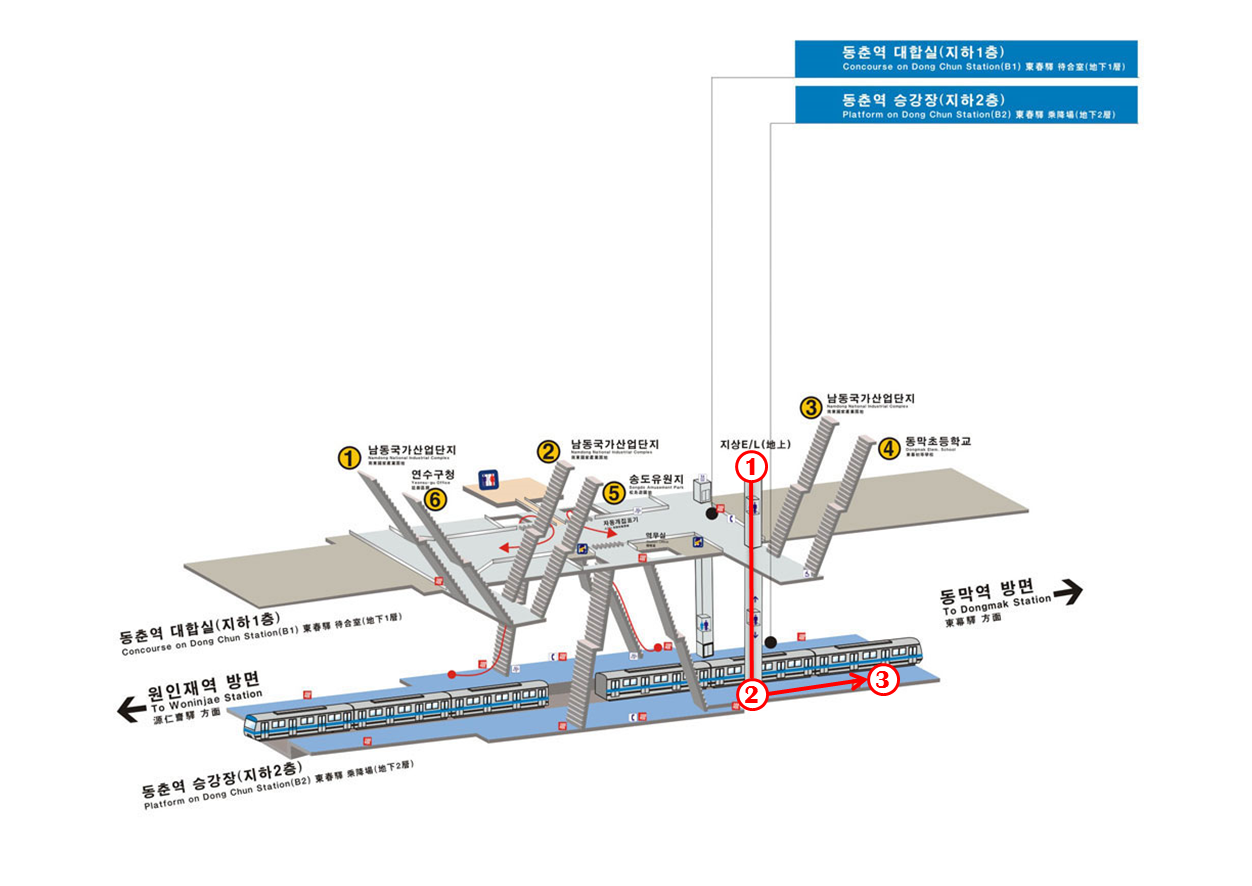 동춘역 대합실(지하1층)
Concourse on Dong Chun Station(B1) 東春驛 待合室(地下1層)
동춘역 승강장(지하2층)
Platform on Dong Chun Station(B2) 東春驛 乘降場(地下2層)
3 남동국가산업단지
Namdong National Industrial Complex
지상E/L(地上)
4 동막초등학교
Dongmak Elem. School
1 남동국가산업단지
Namdong National Industrial Complex
2 남동국가산업단지
Namdong National Industrial Complex
연수구청
Yeonsu-gu Office
6
5 송도유원지
Songdo Amusement Park
자동개집표기
역무실
1
동막역 방면
To Dongmak Station
東幕驛 方面
동춘역 대합실(지하1층)
Concourse on Dong Chun Station(B1) 東春驛 待合室(地下1層)
원인재역 방면
To Woninjae Station
源仁齋驛 方面
2
3
동춘역 승강장(지하2층)
Platform on Dong Chun Station(B2) 東春驛 乘降場(地下2層)